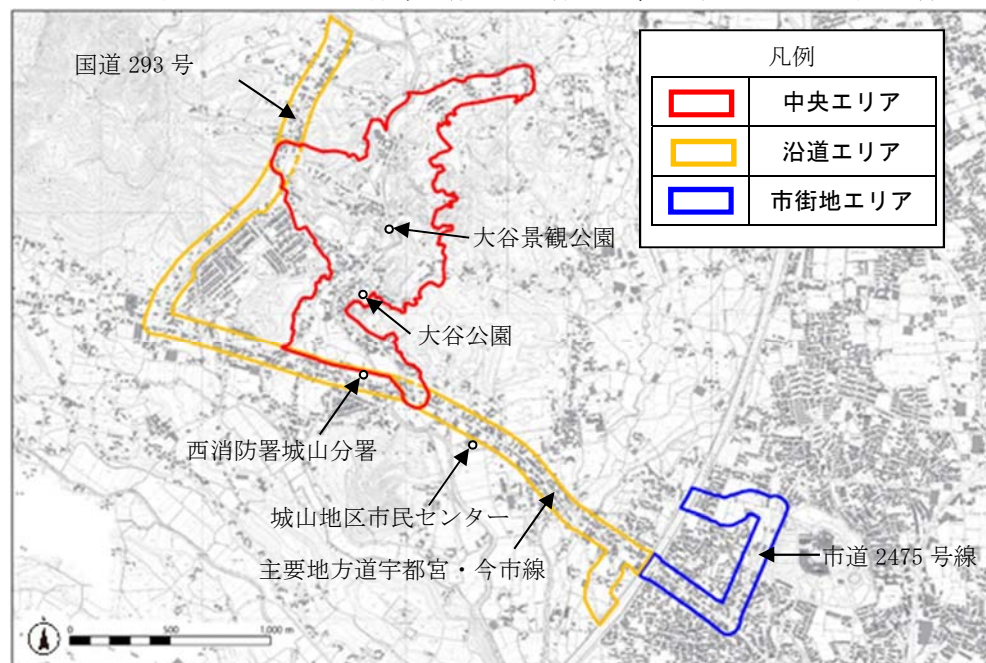 国道 293 号
凡例
中央エリア
沿道エリア
市街地エリア
大谷景観公園
大谷公園
西消防署城山分署
城山地区市民センター
主要地方道宇都宮・今市線
市道 2475 号線
0 500 1,000 m